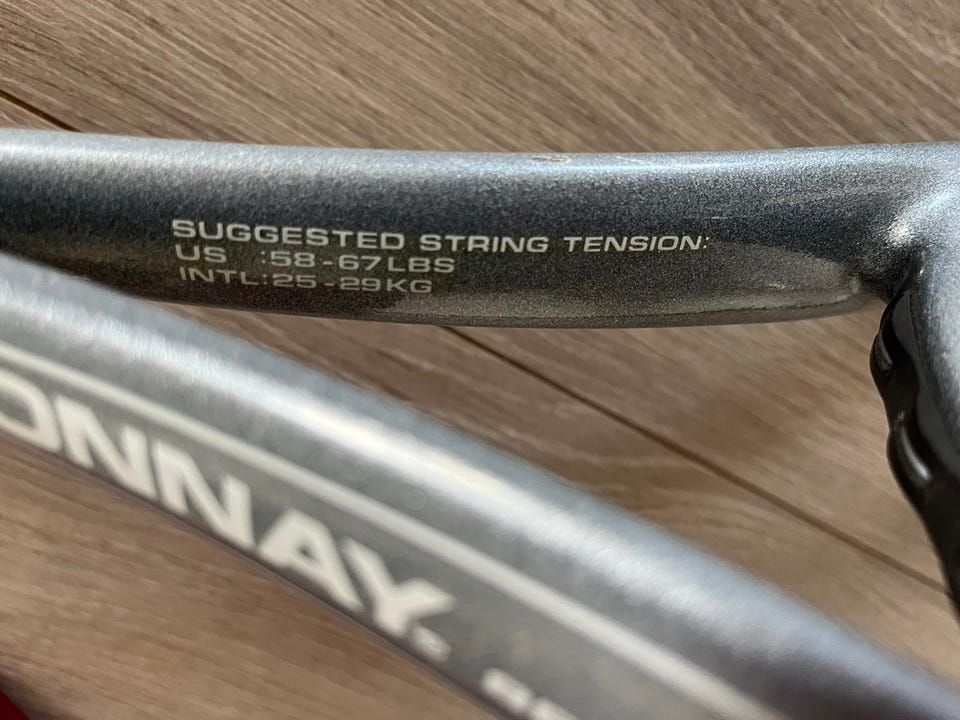 SUGGESTED STRING TENSION:
US :58-67LBS
INTL:25-29KG
ONNAY®